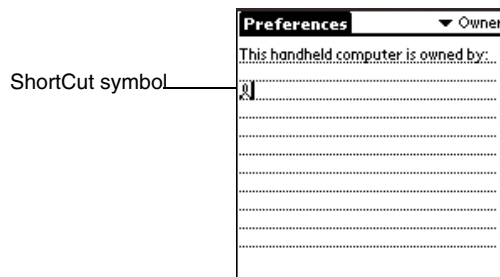 Preferences ▼ Owner
This handheld computer is owned by:
ShortCut symbol